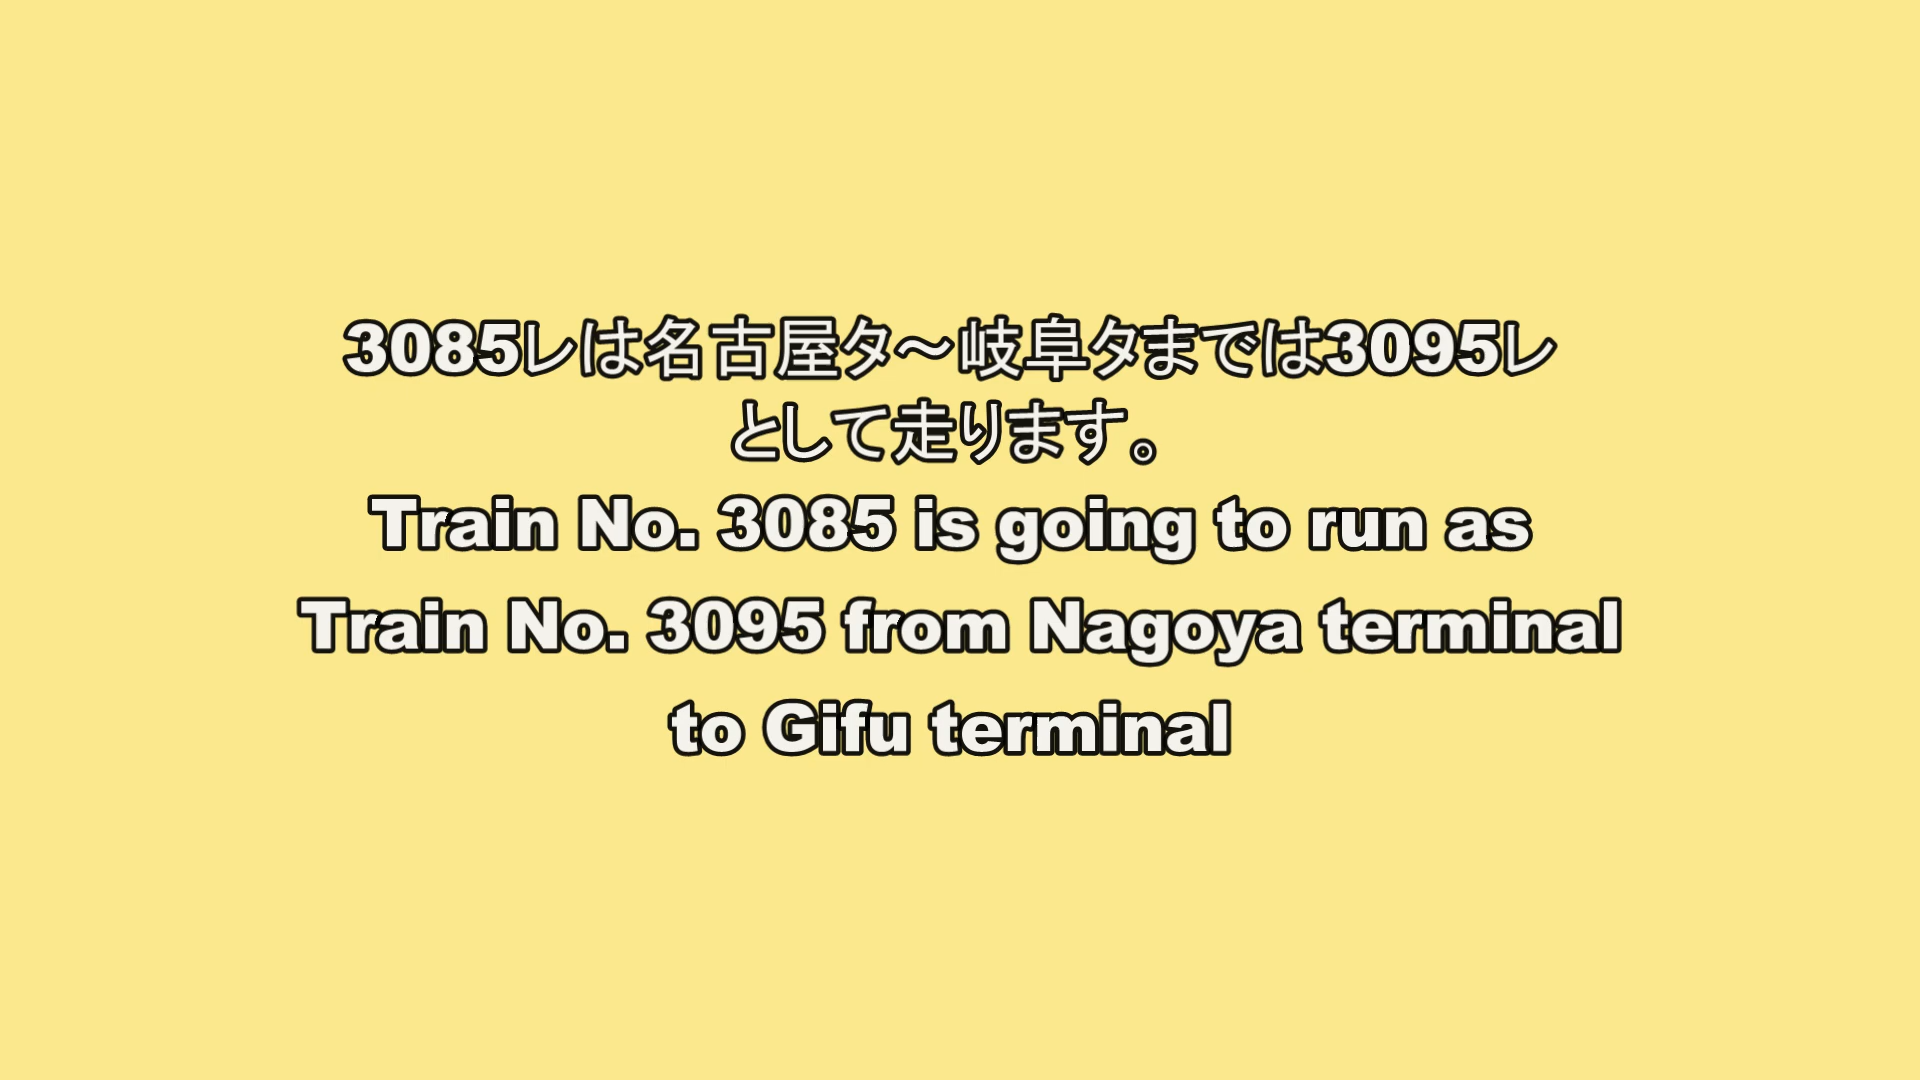 3085レは名古屋タ～岐阜タまでは3095レ
として走ります。
Train No. 3085 is going to run as
Train No. 3095 from Nagoya terminal
to Gifu terminal